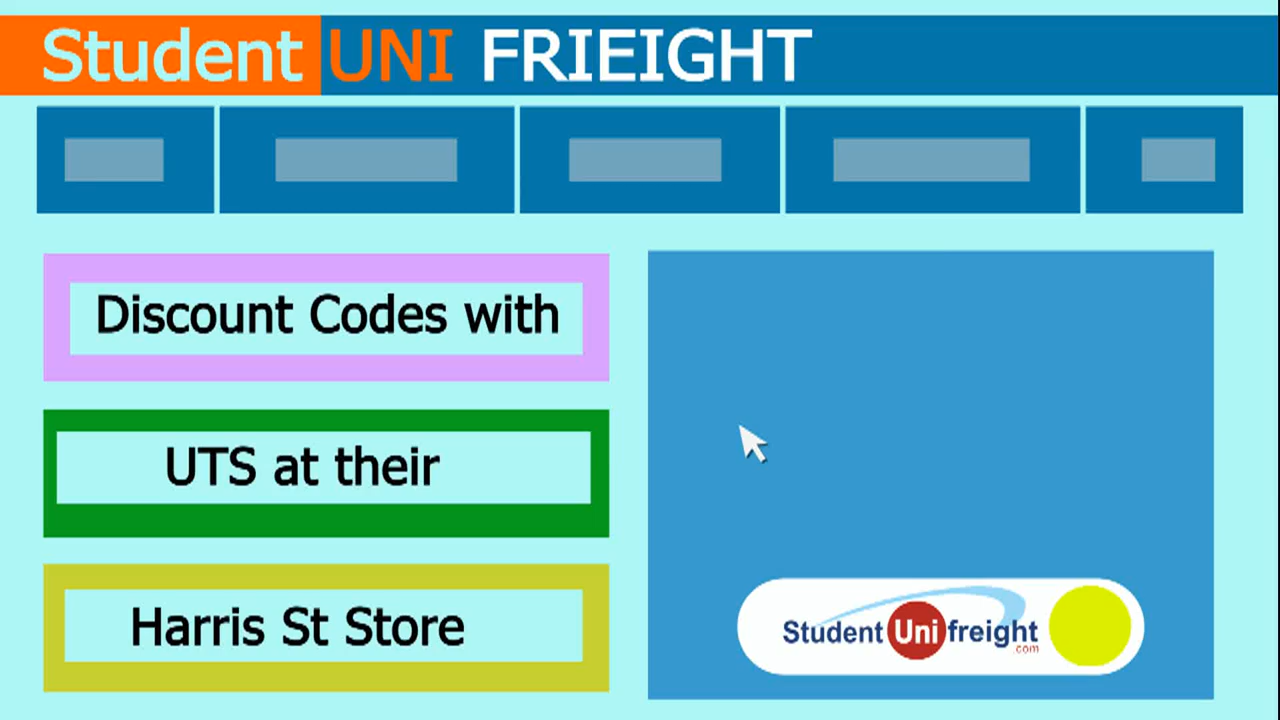 Student UNI FRIEIGHT
Discount Codes with
UTS at their
Harris St Store
Student Uni freight
.com